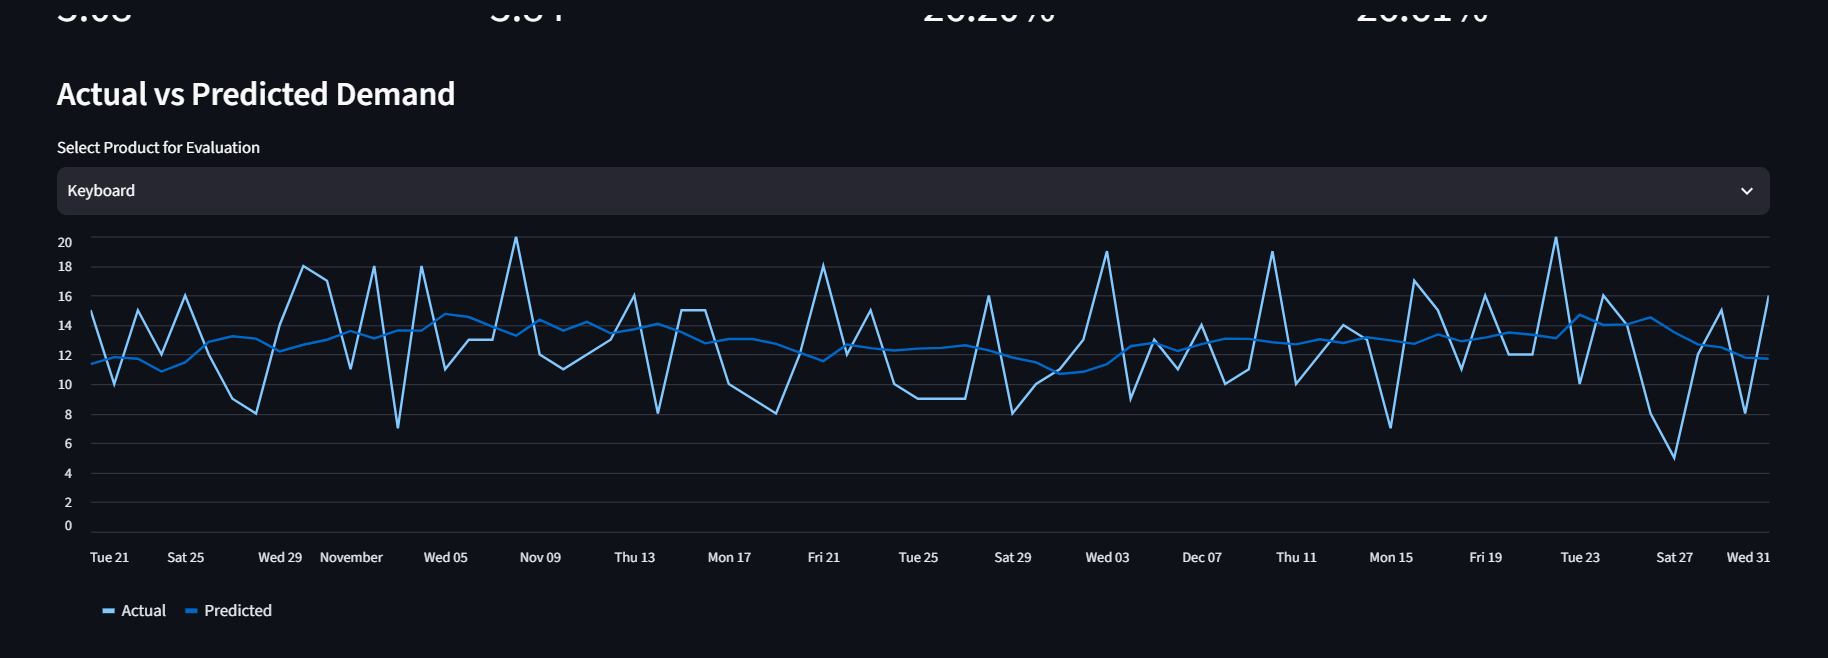 Actual vs Predicted Demand
Select Product for Evaluation
Keyboard
20
18
16
14
12
10
8
6
4
2
0
Tue 21 Sat 25 Wed 29 November Wed 05 Nov 09 Thu 13 Mon 17 Fri 21 Tue 25 Sat 29 Wed 03 Dec 07 Thu 11 Mon 15 Fri 19 Tue 23 Sat 27 Wed 31
Actual Predicted